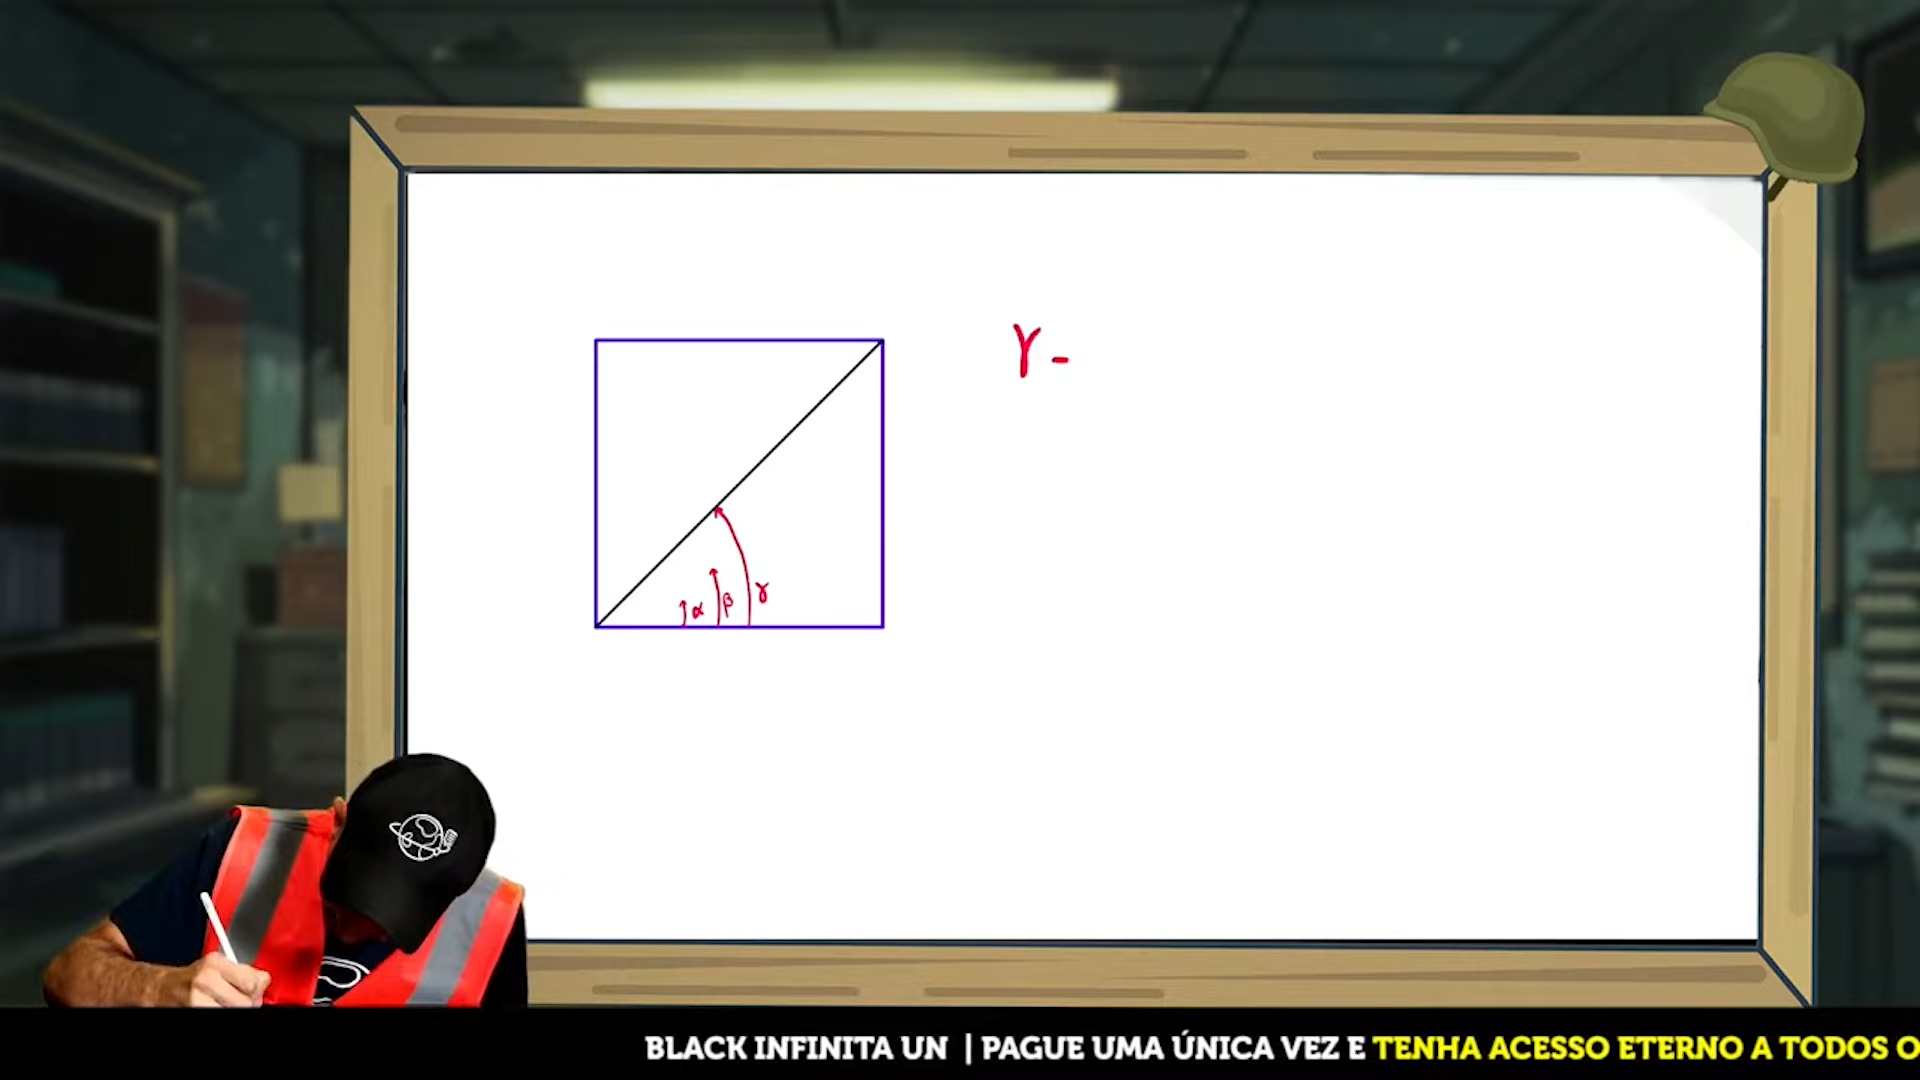 γ -
α β γ
BLACK INFINITA UN | PAGUE UMA ÚNICA VEZ E TENHA ACESSO ETERNO A TODOS O